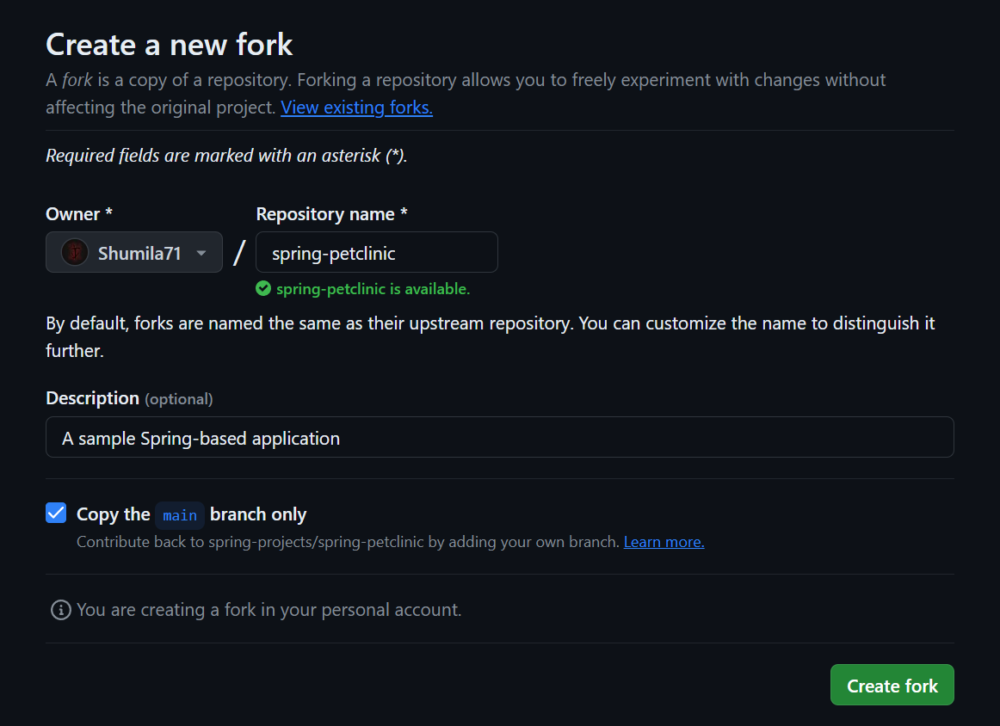 Create a new fork
A fork is a copy of a repository. Forking a repository allows you to freely experiment with changes without
affecting the original project. View existing forks.
Required fields are marked with an asterisk (*).
Owner *
Repository name *
Shumila71
/
spring-petclinic
spring-petclinic is available.
By default, forks are named the same as their upstream repository. You can customize the name to distinguish it
further.
Description (optional)
A sample Spring-based application
Copy the main branch only
Contribute back to spring-projects/spring-petclinic by adding your own branch. Learn more.
You are creating a fork in your personal account.
Create fork